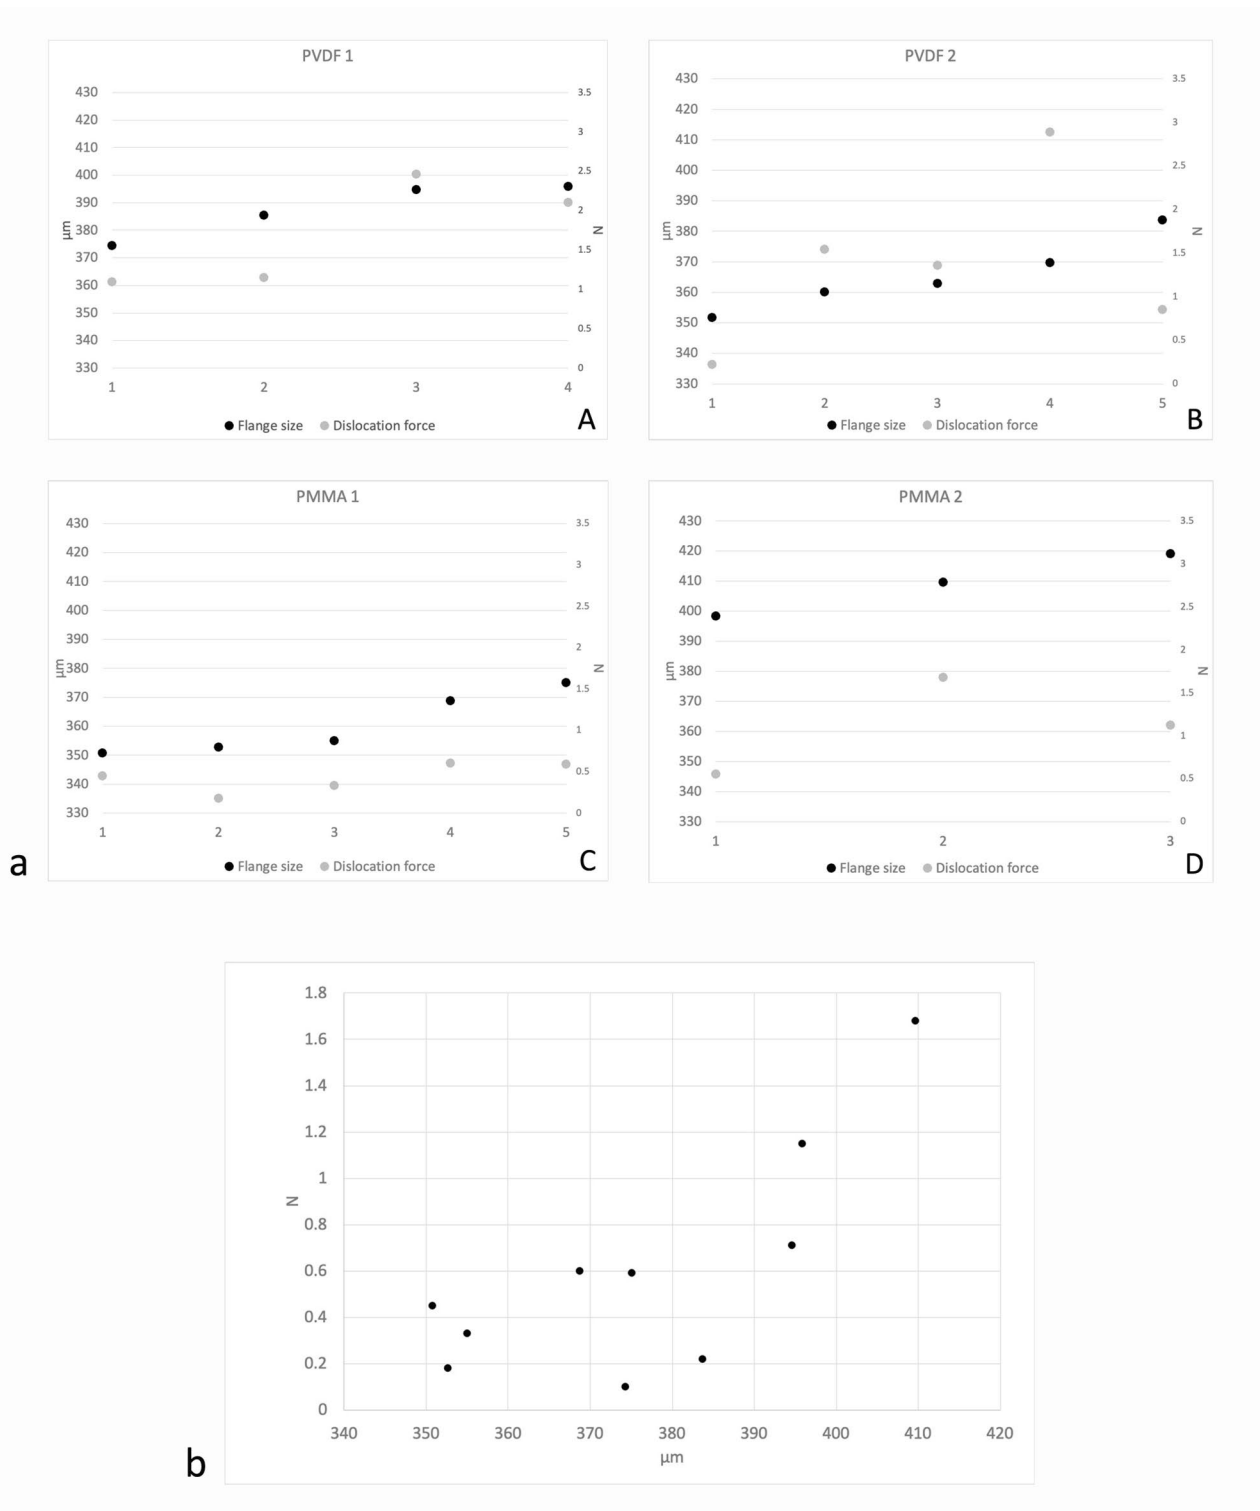 PVDF 1
430
420
410
400
390
380
370
360
350
340
330
µm
3.5
3
2.5
2
1.5
1
0.5
0
N
1 2 3 4
Flange size Dislocation force
A
PVDF 2
430
420
410
400
390
380
370
360
350
340
330
µm
3.5
3
2.5
2
1.5
1
0.5
0
N
1 2 3 4 5
Flange size Dislocation force
B
PMMA 1
430
420
410
400
390
380
370
360
350
340
330
µm
3.5
3
2.5
2
1.5
1
0.5
0
N
1 2 3 4 5
Flange size Dislocation force
C
PMMA 2
430
420
410
400
390
380
370
360
350
340
330
µm
3.5
3
2.5
2
1.5
1
0.5
0
N
1 2 3
Flange size Dislocation force
D
a
1.8
1.6
1.4
1.2
1
0.8
0.6
0.4
0.2
0
N
340 350 360 370 380 390 400 410 420
µm
b